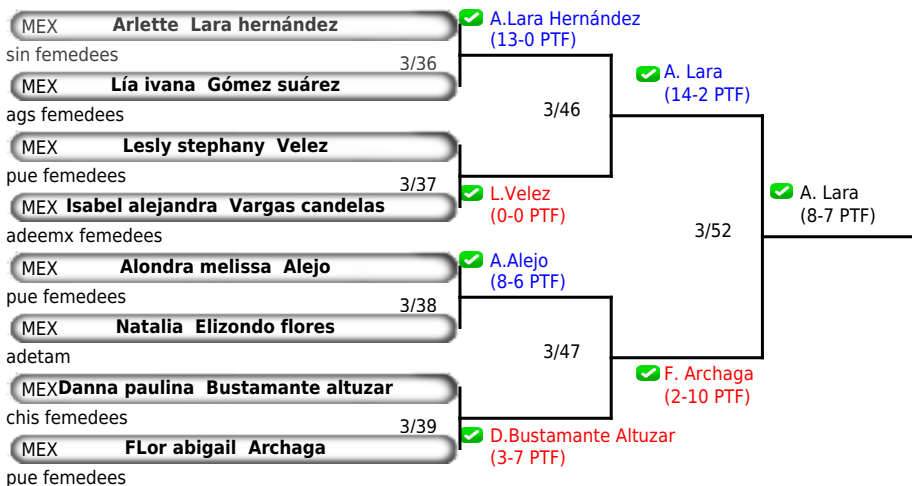 MEX Arlette Lara hernández
sin femedees
3/36
MEX Lía ivana Gómez suárez
ags femedees
MEX Lesly stephany Velez
pue femedees
3/37
MEX Isabel alejandra Vargas candelas
adeemx femedees
MEX Alondra melissa Alejo
pue femedees
3/38
MEX Natalia Elizondo flores
adetam
MEX Danna paulina Bustamante altuzar
chis femedees
3/39
MEX FLor abigail Archaga
pue femedees
A.Lara Hernández
(13-0 PTF)
3/46
L.Velez
(0-0 PTF)
A.Alejo
(8-6 PTF)
3/47
D.Bustamante Altuzar
(3-7 PTF)
A. Lara
(14-2 PTF)
3/52
F. Archaga
(2-10 PTF)
A. Lara
(8-7 PTF)